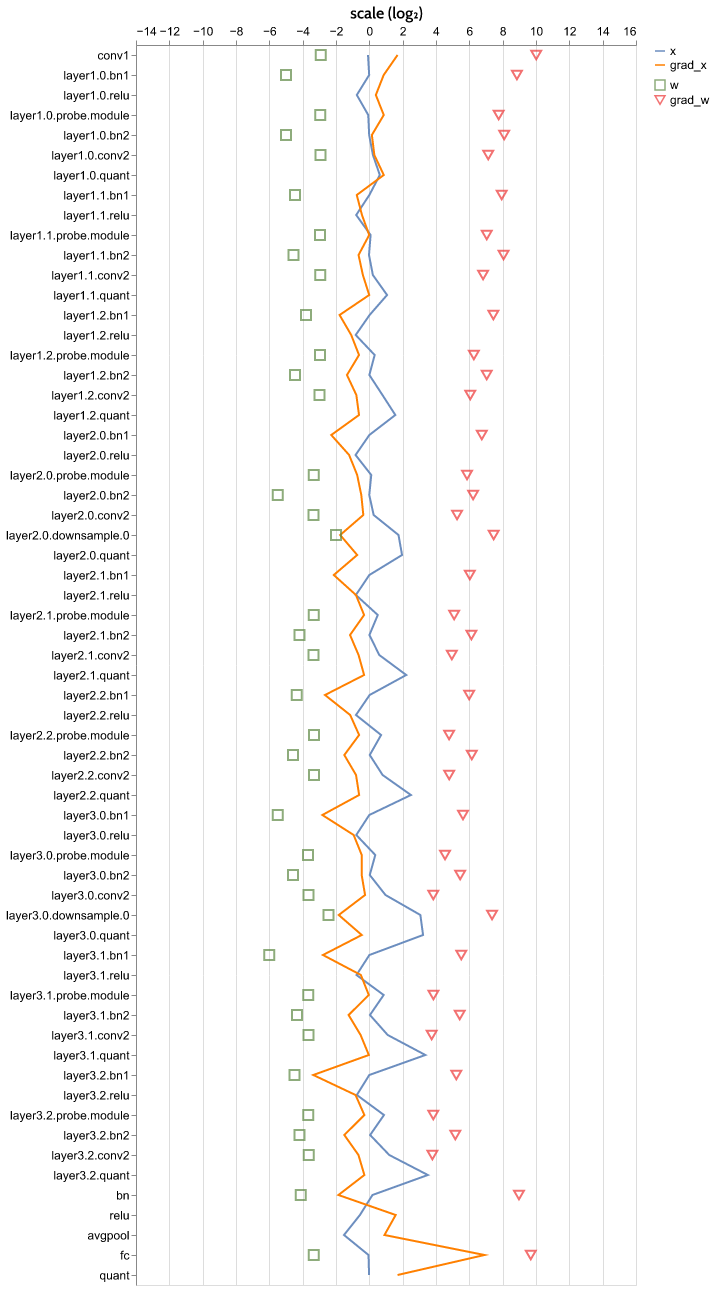 scale (log₂)
−14 −12 −10 −8 −6 −4 −2 0 2 4 6 8 10 12 14 16
x
grad_x
w
grad_w
conv1
layer1.0.bn1
layer1.0.relu
layer1.0.probe.module
layer1.0.bn2
layer1.0.conv2
layer1.0.quant
layer1.1.bn1
layer1.1.relu
layer1.1.probe.module
layer1.1.bn2
layer1.1.conv2
layer1.1.quant
layer1.2.bn1
layer1.2.relu
layer1.2.probe.module
layer1.2.bn2
layer1.2.conv2
layer1.2.quant
layer2.0.bn1
layer2.0.relu
layer2.0.probe.module
layer2.0.bn2
layer2.0.conv2
layer2.0.downsample.0
layer2.0.quant
layer2.1.bn1
layer2.1.relu
layer2.1.probe.module
layer2.1.bn2
layer2.1.conv2
layer2.1.quant
layer2.2.bn1
layer2.2.relu
layer2.2.probe.module
layer2.2.bn2
layer2.2.conv2
layer2.2.quant
layer3.0.bn1
layer3.0.relu
layer3.0.probe.module
layer3.0.bn2
layer3.0.conv2
layer3.0.downsample.0
layer3.0.quant
layer3.1.bn1
layer3.1.relu
layer3.1.probe.module
layer3.1.bn2
layer3.1.conv2
layer3.1.quant
layer3.2.bn1
layer3.2.relu
layer3.2.probe.module
layer3.2.bn2
layer3.2.conv2
layer3.2.quant
bn
relu
avgpool
fc
quant